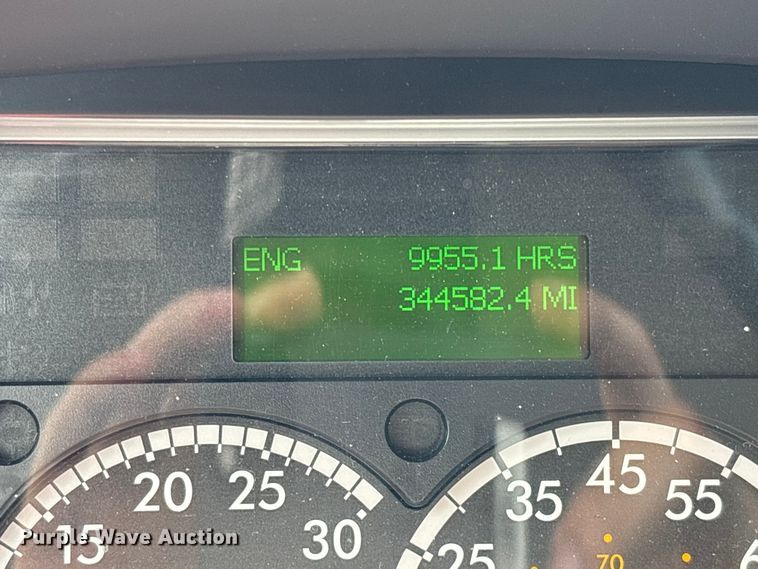 ENG 9955.1 HRS
344582.4 MI
15 20 25 30
25 35 45 55
70
Purple Wave Auction